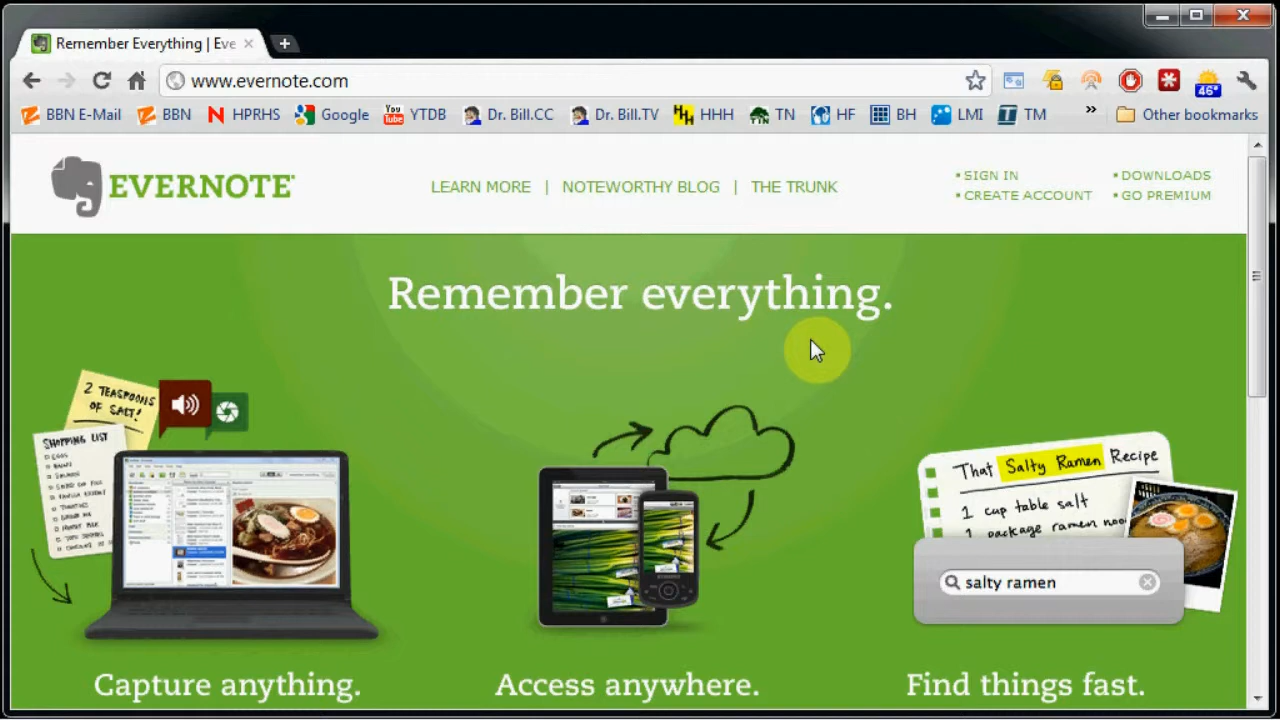 Remember Everything | Eve
www.evernote.com
46°
BBN E-Mail BBN HPRHS Google YouTube YTDB Dr. Bill.CC Dr. Bill.TV HHH TN HF BH LMI TM » Other bookmarks
EVERNOTE
LEARN MORE | NOTEWORTHY BLOG | THE TRUNK
SIGN IN DOWNLOADS
CREATE ACCOUNT GO PREMIUM
Remember everything.
2 TEASPOONS
OF SALT!
SHOPPING LIST
EGGS
That Salty Ramen Recipe
1 cup table salt
1 package ramen noo
salty ramen
Capture anything. Access anywhere. Find things fast.